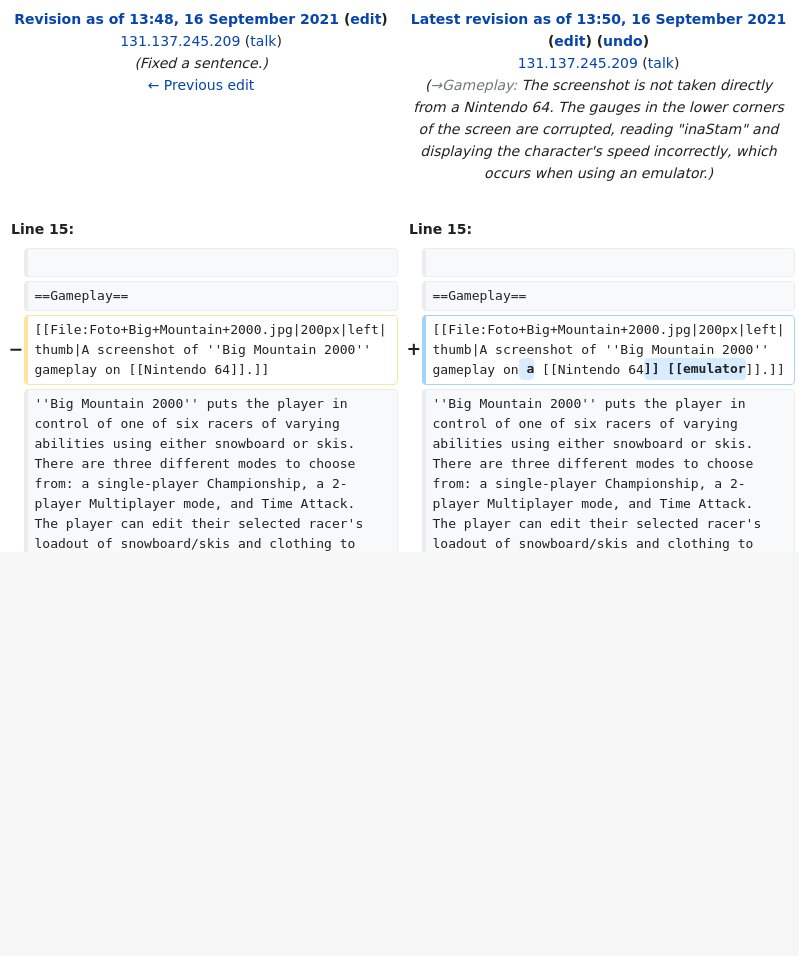 Revision as of 13:48, 16 September 2021 (edit)
131.137.245.209 (talk)
(Fixed a sentence.)
← Previous edit
Latest revision as of 13:50, 16 September 2021
(edit) (undo)
131.137.245.209 (talk)
(→Gameplay: The screenshot is not taken directly
from a Nintendo 64. The gauges in the lower corners
of the screen are corrupted, reading "inaStam" and
displaying the character's speed incorrectly, which
occurs when using an emulator.)
Line 15:
Line 15:
==Gameplay==
==Gameplay==
− [[File:Foto+Big+Mountain+2000.jpg|200px|left|
thumb|A screenshot of ''Big Mountain 2000''
gameplay on [[Nintendo 64]].]]
+ [[File:Foto+Big+Mountain+2000.jpg|200px|left|
thumb|A screenshot of ''Big Mountain 2000''
gameplay on a [[Nintendo 64]] [[emulator]].]]
''Big Mountain 2000'' puts the player in
control of one of six racers of varying
abilities using either snowboard or skis.
There are three different modes to choose
from: a single-player Championship, a 2-
player Multiplayer mode, and Time Attack.
The player can edit their selected racer's
loadout of snowboard/skis and clothing to
''Big Mountain 2000'' puts the player in
control of one of six racers of varying
abilities using either snowboard or skis.
There are three different modes to choose
from: a single-player Championship, a 2-
player Multiplayer mode, and Time Attack.
The player can edit their selected racer's
loadout of snowboard/skis and clothing to